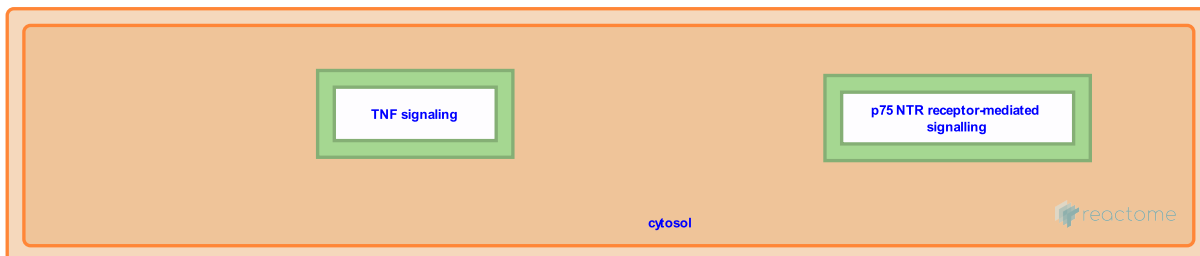 TNF signaling
p75 NTR receptor-mediated
signalling
cytosol
reactome